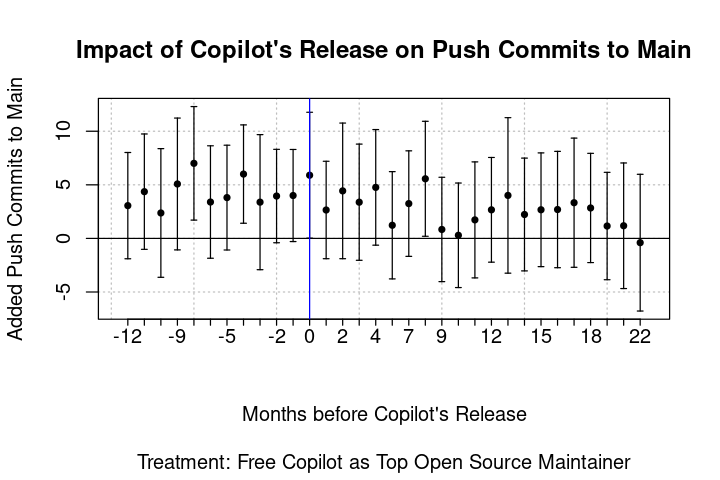 Impact of Copilot's Release on Push Commits to Main
Added Push Commits to Main
10
5
0
-5
-12 -9 -5 -2 0 2 4 7 9 12 15 18 22
Months before Copilot's Release
Treatment: Free Copilot as Top Open Source Maintainer